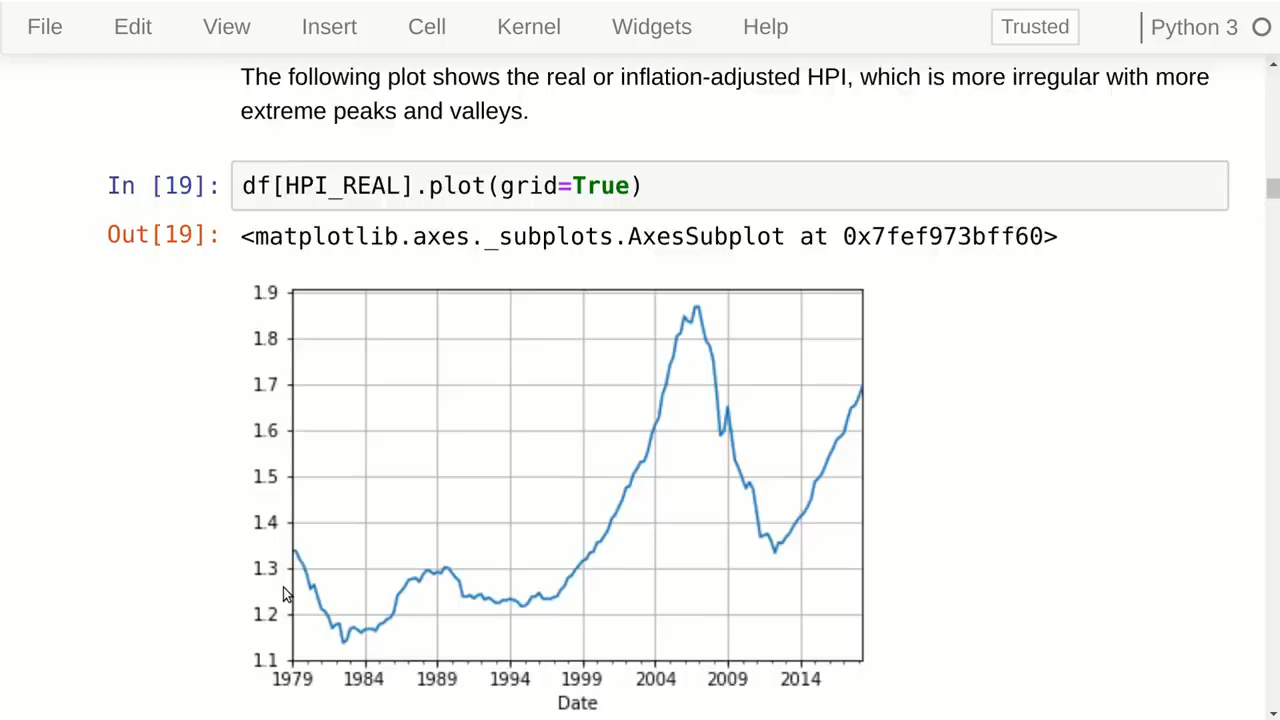 File Edit View Insert Cell Kernel Widgets Help Trusted Python 3
The following plot shows the real or inflation-adjusted HPI, which is more irregular with more
extreme peaks and valleys.
In [19]: df[HPI_REAL].plot(grid=True)
Out[19]: <matplotlib.axes._subplots.AxesSubplot at 0x7fef973bff60>
1.9
1.8
1.7
1.6
1.5
1.4
1.3
1.2
1.1
1979 1984 1989 1994 1999 2004 2009 2014
Date